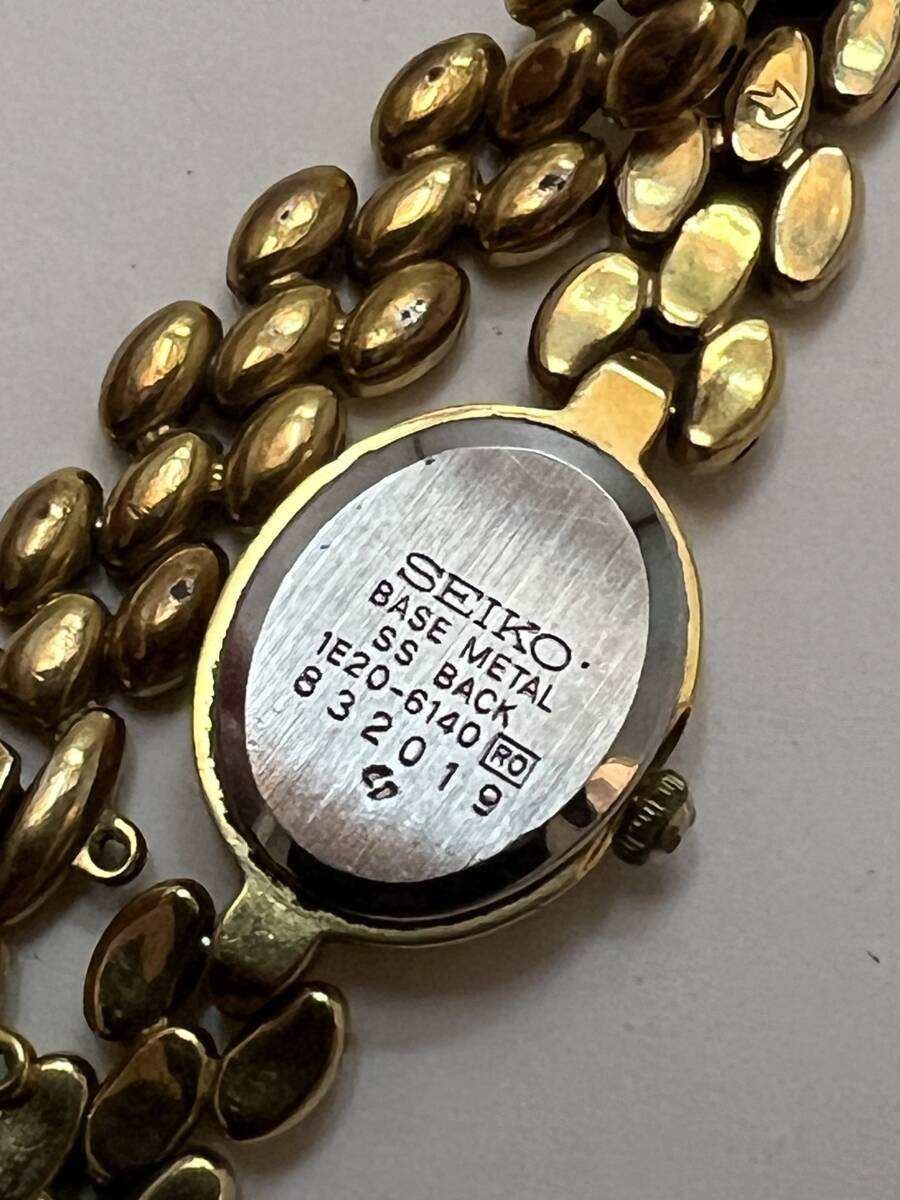 SEIKO
BASE METAL
SS BACK
1E20-6140 RO
832019